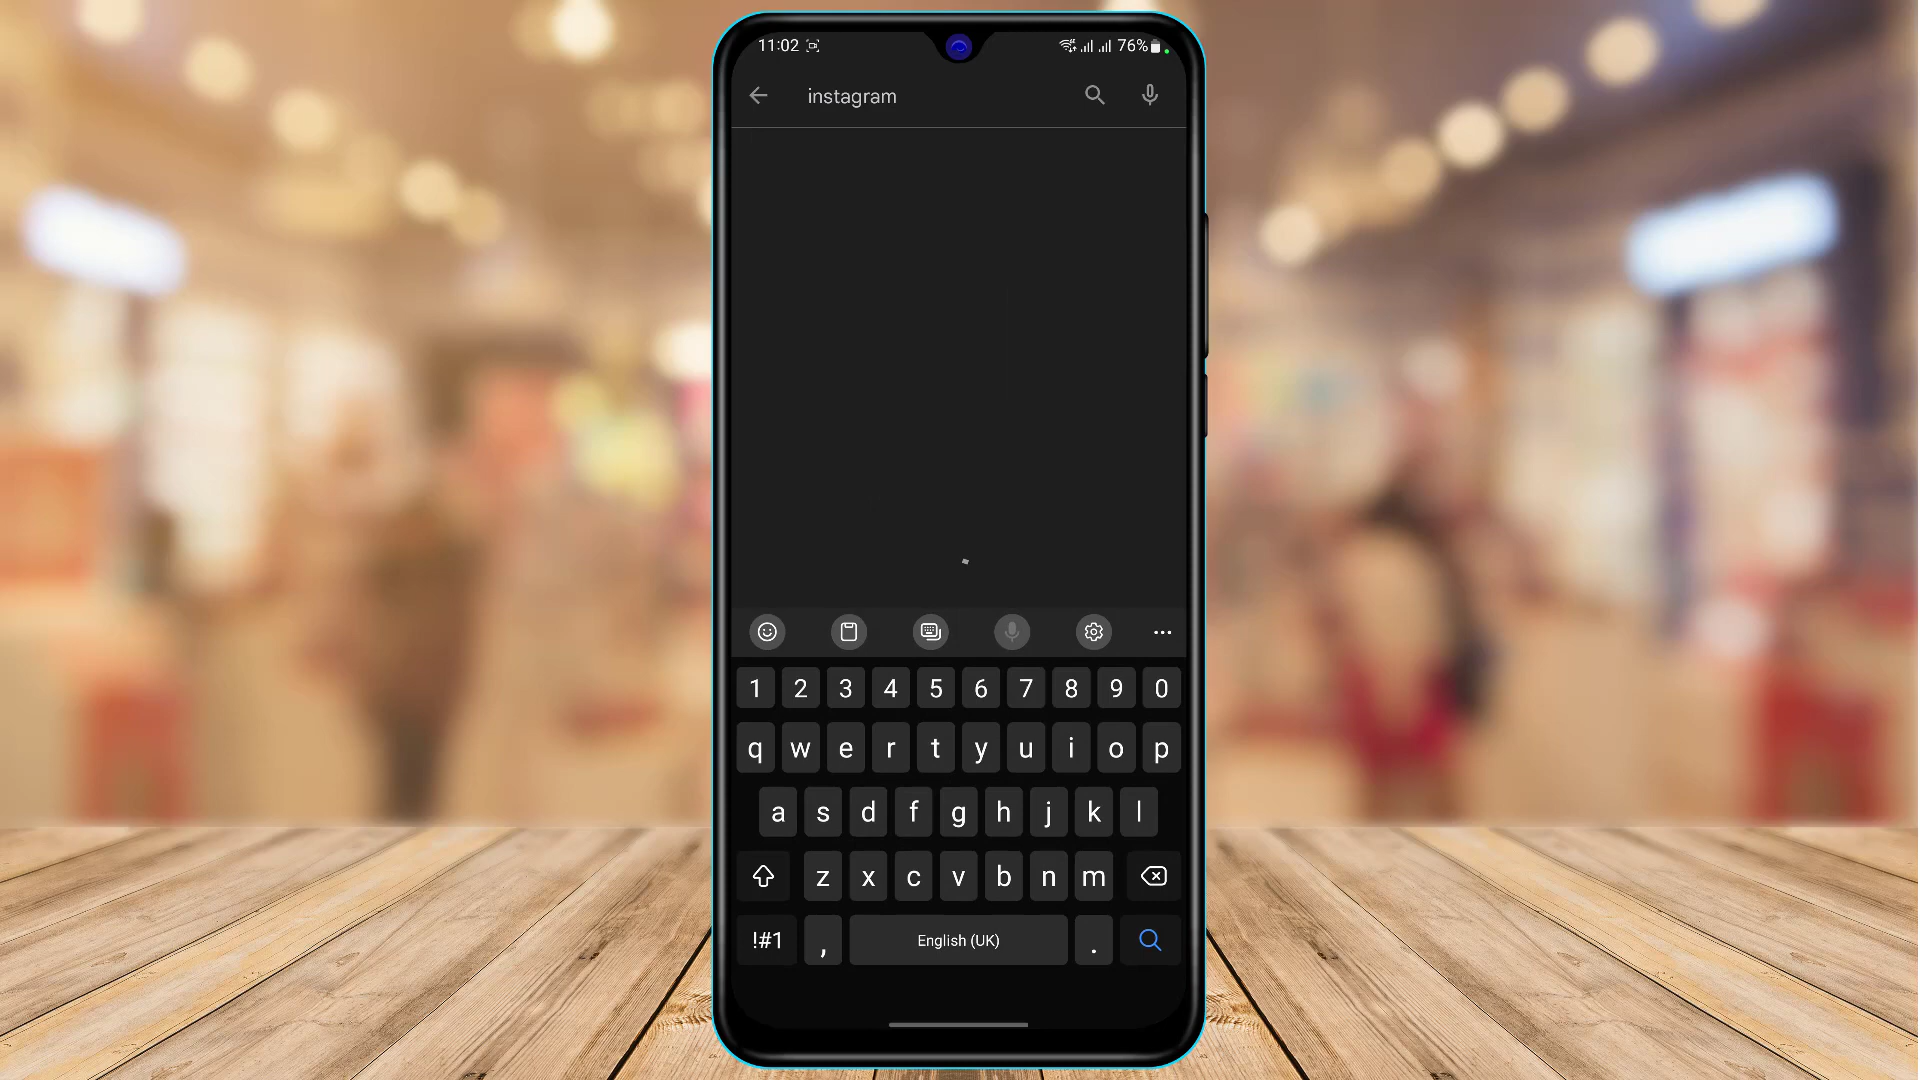 11:02 76%
instagram
1 2 3 4 5 6 7 8 9 0
q w e r t y u i o p
a s d f g h j k l
z x c v b n m
!#1 , English (UK) .